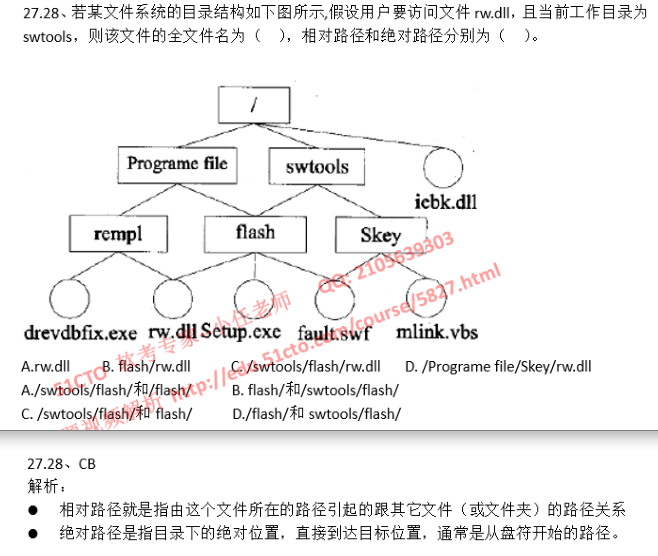 27.28、若某文件系统的目录结构如下图所示,假设用户要访问文件 rw.dll，且当前工作目录为
swtools，则该文件的全文件名为（　），相对路径和绝对路径分别为（　）。
/
Programe file swtools
icbk.dll
rempl flash Skey
drevdbfix.exe rw.dll Setup.exe fault.swf mlink.vbs
QQ: 2105639303
51CTO 软考专家--小任老师
视频解析 http://edu.51cto.com/course/5827.html
A.rw.dll B. flash/rw.dll C. /swtools/flash/rw.dll D. /Programe file/Skey/rw.dll
A./swtools/flash/和/flash/ B. flash/和/swtools/flash/
C. /swtools/flash/和 flash/ D./flash/和 swtools/flash/
27.28、CB
解析：
● 相对路径就是指由这个文件所在的路径引起的跟其它文件（或文件夹）的路径关系
● 绝对路径是指目录下的绝对位置，直接到达目标位置，通常是从盘符开始的路径。